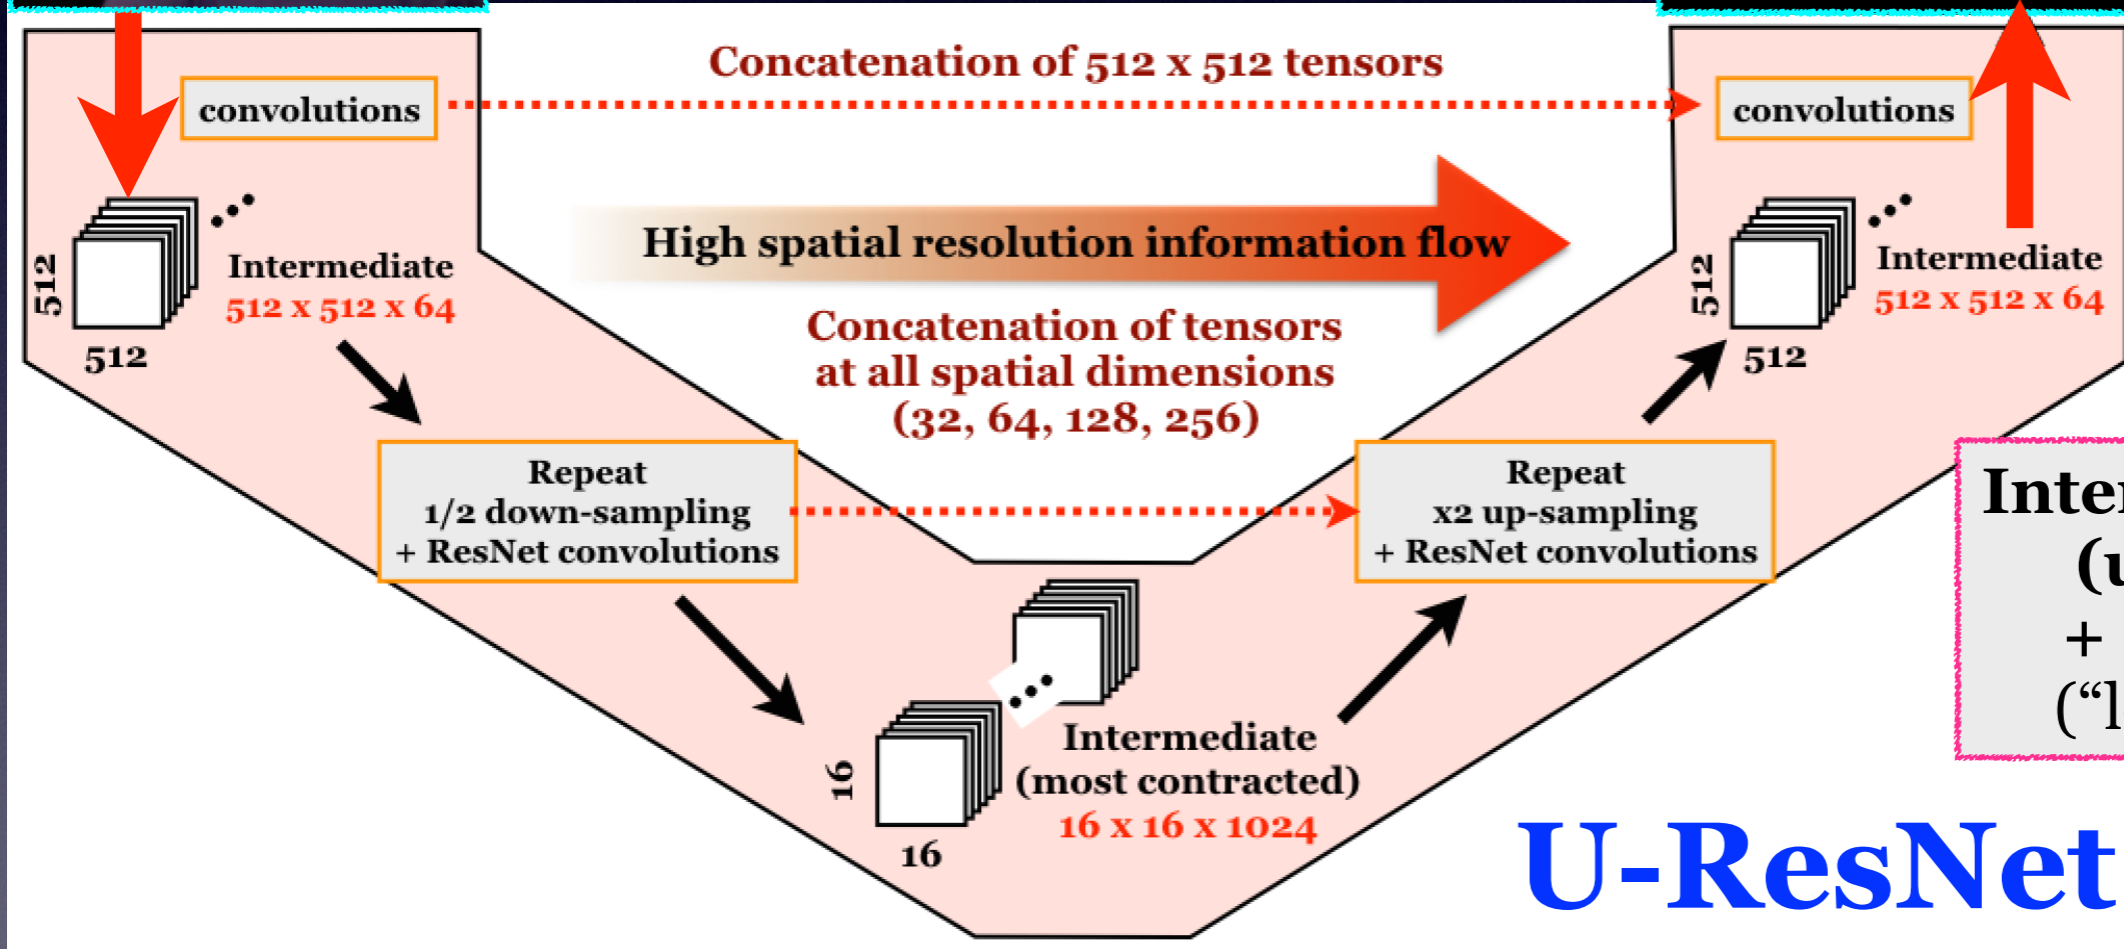 Concatenation of 512 x 512 tensors
convolutions
convolutions
High spatial resolution information flow
512
Intermediate
512 x 512 x 64
512
512
Intermediate
512 x 512 x 64
512
Concatenation of tensors
at all spatial dimensions
(32, 64, 128, 256)
Repeat
1/2 down-sampling
+ ResNet convolutions
Repeat
x2 up-sampling
+ ResNet convolutions
+
16
Intermediate
(most contracted)
16 x 16 x 1024
16
U-ResNet